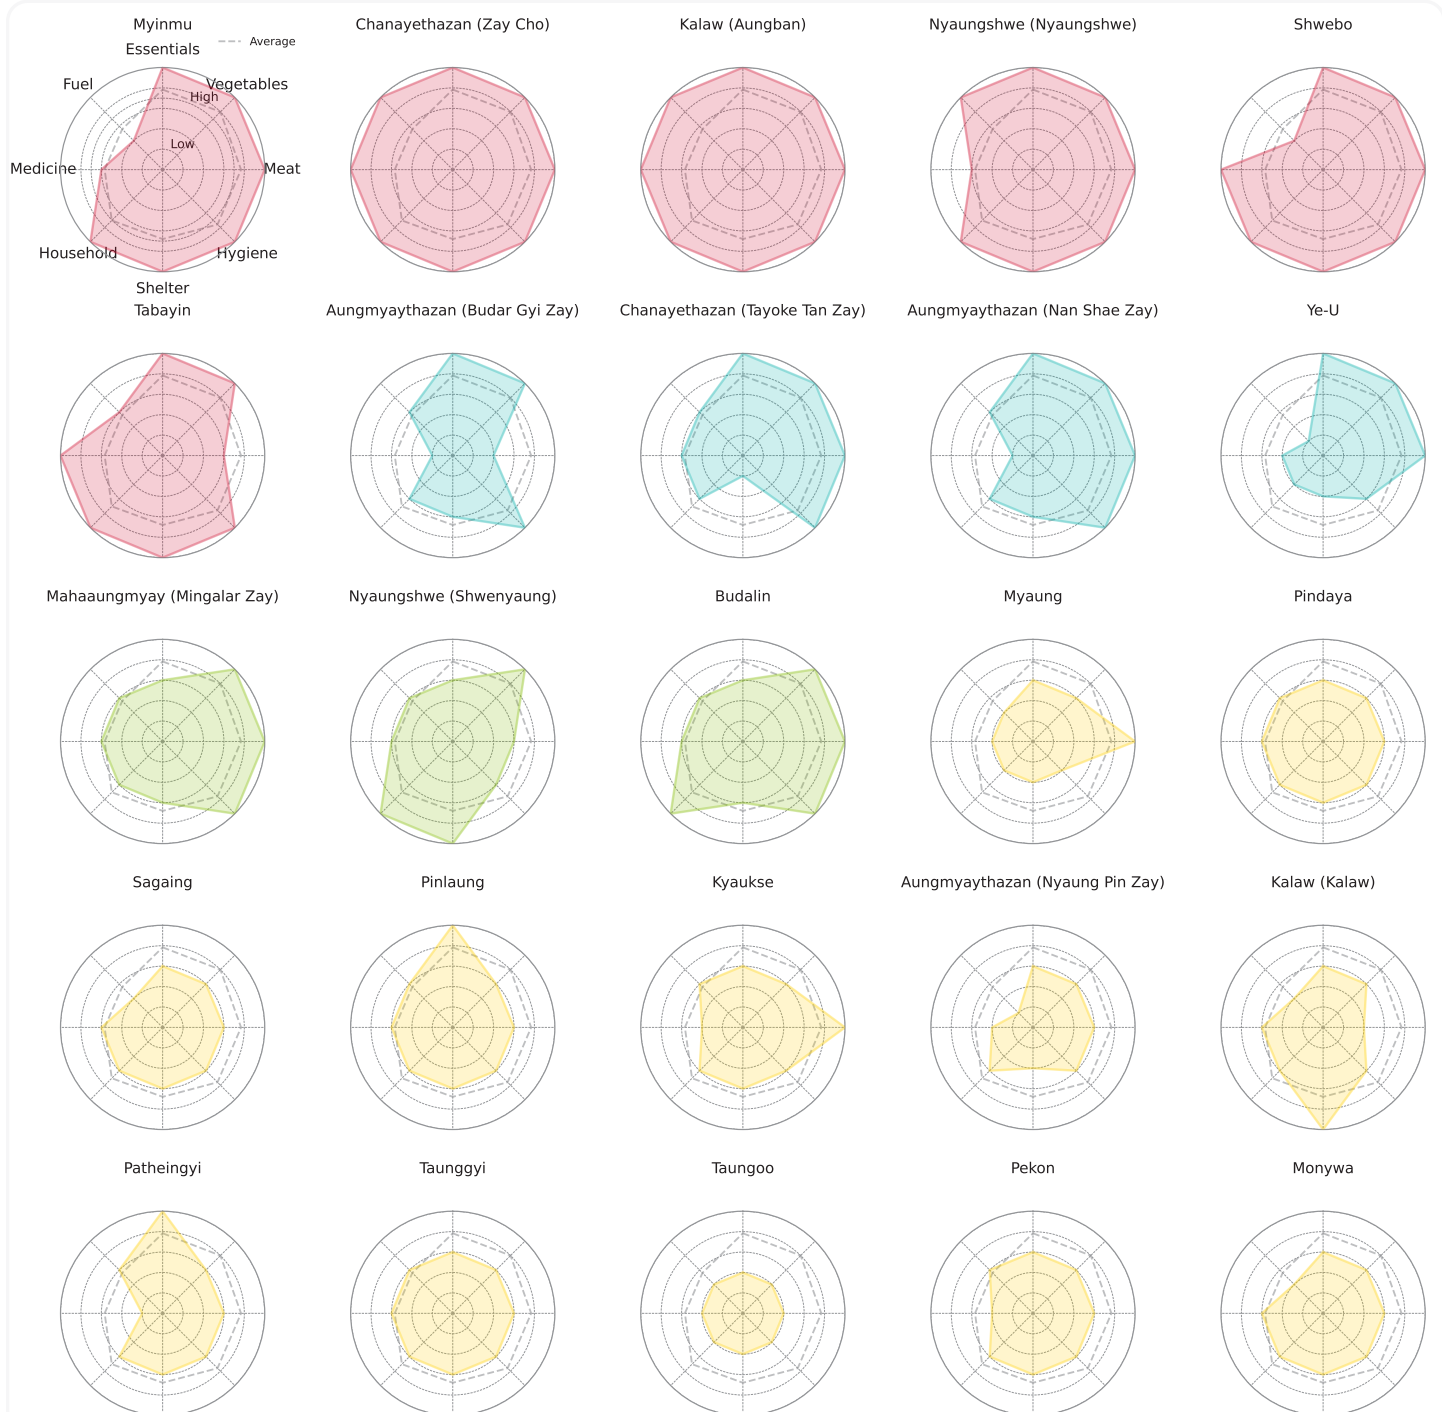 Myinmu
Chanayethazan (Zay Cho)
Kalaw (Aungban)
Nyaungshwe (Nyaungshwe)
Shwebo
Average
Essentials
Fuel
Vegetables
High
Low
Medicine
Meat
Household
Hygiene
Shelter
Tabayin
Aungmyaythazan (Budar Gyi Zay)
Chanayethazan (Tayoke Tan Zay)
Aungmyaythazan (Nan Shae Zay)
Ye-U
Mahaaungmyay (Mingalar Zay)
Nyaungshwe (Shwenyaung)
Budalin
Myaung
Pindaya
Sagaing
Pinlaung
Kyaukse
Aungmyaythazan (Nyaung Pin Zay)
Kalaw (Kalaw)
Patheingyi
Taunggyi
Taungoo
Pekon
Monywa